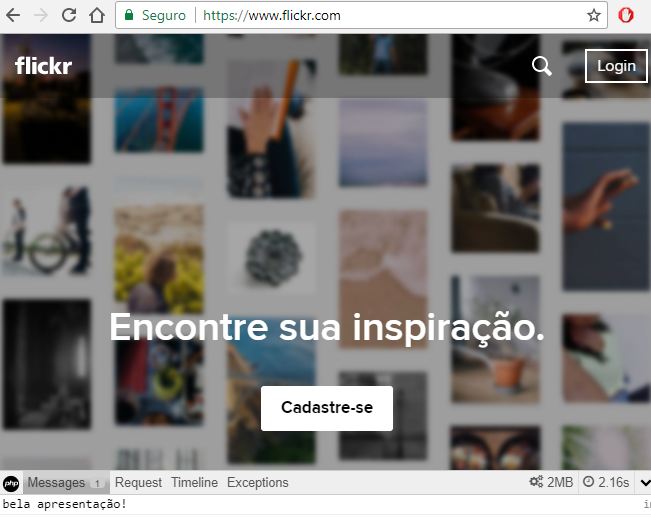 Seguro | https://www.flickr.com
flickr
Login
Encontre sua inspiração.
Cadastre-se
php Messages 1 Request Timeline Exceptions 2MB 2.16s
bela apresentação!